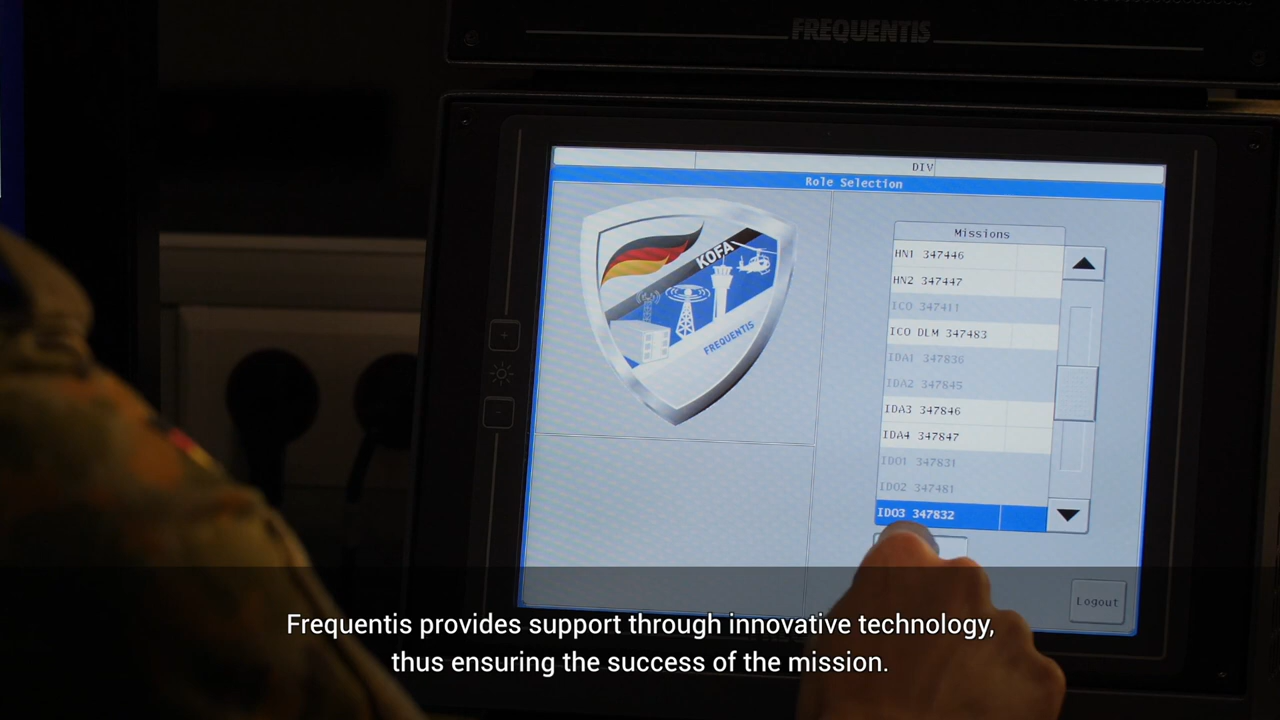 FREQUENTIS
DIV
Role Selection
KOFA
FREQUENTIS
Missions
HN1 347446
HN2 347447
ICO 347411
ICO DLM 347483
IDA1 347836
IDA2 347845
IDA3 347846
IDA4 347847
IDO1 347831
IDO2 347481
IDO3 347832
Logout
Frequentis provides support through innovative technology,
thus ensuring the success of the mission.